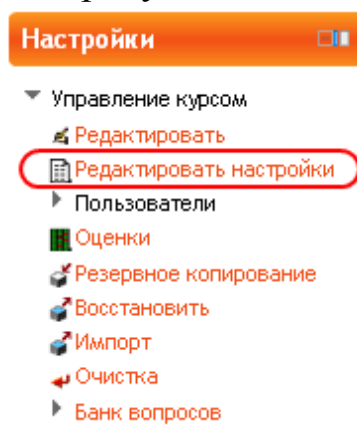 Настройки
Управление курсом
Редактировать
Редактировать настройки
Пользователи
Оценки
Резервное копирование
Восстановить
Импорт
Очистка
Банк вопросов